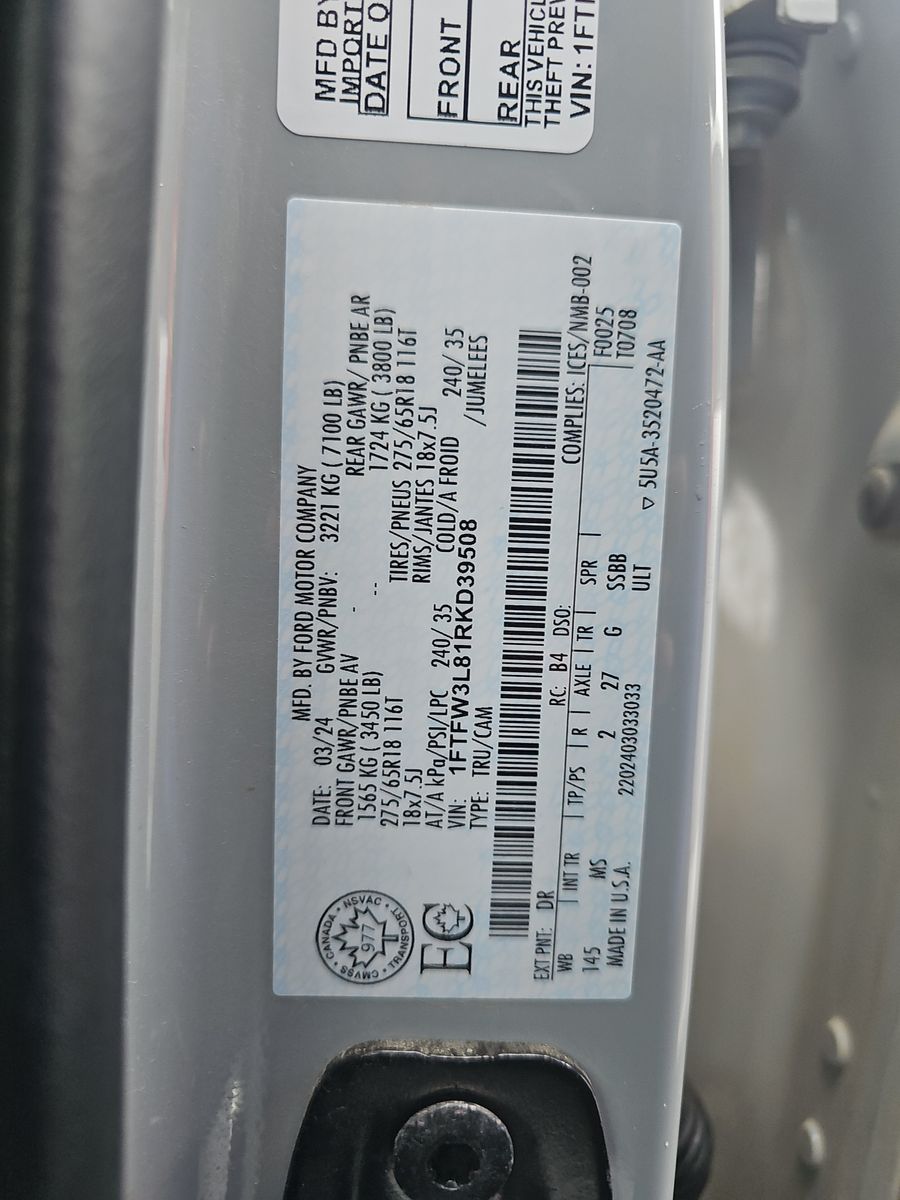 MFD BY
IMPORT
DATE O
FRONT
REAR
THIS VEHICL
THEFT PREV
VIN: 1FTF
MFD. BY FORD MOTOR COMPANY
DATE: 03/24 GVWR/PNBV: 3221 KG ( 7100 LB)
FRONT GAWR/PNBE AV REAR GAWR/ PNBE AR
1565 KG ( 3450 LB) - 1724 KG ( 3800 LB)
275/65R18 116T -- TIRES/PNEUS 275/65R18 116T
18x7.5J RIMS/JANTES 18x7.5J
AT/A kPa/PSI/LPC 240/ 35 COLD/A FROID 240/ 35
VIN: 1FTFW3L81RKD39508 /JUMELEES
TYPE: TRU/CAM
CANADA • NSVAC • TRANSPORT • CMVSS •
977
EC
COMPLIES: ICES/NMB-002
EXT PNT: DR RC: B4 DSO:
WB | INT TR | TP/PS | R | AXLE | TR | SPR | F0025
145 MS 2 27 G SSBB T0708
MADE IN U.S.A. 2202403033033 ULT
▽ 5U5A-3520472-AA